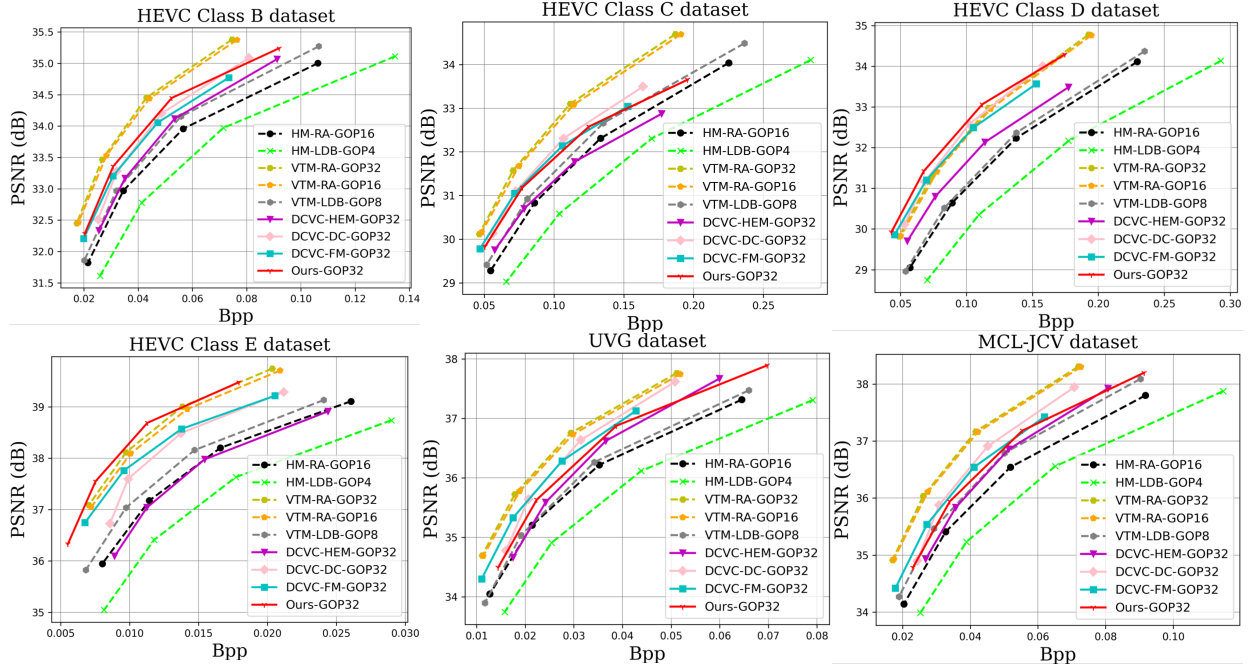 HEVC Class B dataset
PSNR (dB)
35.5
35.0
34.5
34.0
33.5
33.0
32.5
32.0
31.5
0.02 0.04 0.06 0.08 0.10 0.12 0.14
Bpp
HM-RA-GOP16
HM-LDB-GOP4
VTM-RA-GOP32
VTM-RA-GOP16
VTM-LDB-GOP8
DCVC-HEM-GOP32
DCVC-DC-GOP32
DCVC-FM-GOP32
Ours-GOP32
HEVC Class C dataset
PSNR (dB)
34
33
32
31
30
29
0.05 0.10 0.15 0.20 0.25
Bpp
HM-RA-GOP16
HM-LDB-GOP4
VTM-RA-GOP32
VTM-RA-GOP16
VTM-LDB-GOP8
DCVC-HEM-GOP32
DCVC-DC-GOP32
DCVC-FM-GOP32
Ours-GOP32
HEVC Class D dataset
PSNR (dB)
35
34
33
32
31
30
29
0.05 0.10 0.15 0.20 0.25 0.30
Bpp
HM-RA-GOP16
HM-LDB-GOP4
VTM-RA-GOP32
VTM-RA-GOP16
VTM-LDB-GOP8
DCVC-HEM-GOP32
DCVC-DC-GOP32
DCVC-FM-GOP32
Ours-GOP32
HEVC Class E dataset
PSNR (dB)
39
38
37
36
35
0.005 0.010 0.015 0.020 0.025 0.030
Bpp
HM-RA-GOP16
HM-LDB-GOP4
VTM-RA-GOP32
VTM-RA-GOP16
VTM-LDB-GOP8
DCVC-HEM-GOP32
DCVC-DC-GOP32
DCVC-FM-GOP32
Ours-GOP32
UVG dataset
PSNR (dB)
38
37
36
35
34
0.01 0.02 0.03 0.04 0.05 0.06 0.07 0.08
Bpp
HM-RA-GOP16
HM-LDB-GOP4
VTM-RA-GOP32
VTM-RA-GOP16
VTM-LDB-GOP8
DCVC-HEM-GOP32
DCVC-DC-GOP32
DCVC-FM-GOP32
Ours-GOP32
MCL-JCV dataset
PSNR (dB)
38
37
36
35
34
0.02 0.04 0.06 0.08 0.10
Bpp
HM-RA-GOP16
HM-LDB-GOP4
VTM-RA-GOP32
VTM-RA-GOP16
VTM-LDB-GOP8
DCVC-HEM-GOP32
DCVC-DC-GOP32
DCVC-FM-GOP32
Ours-GOP32